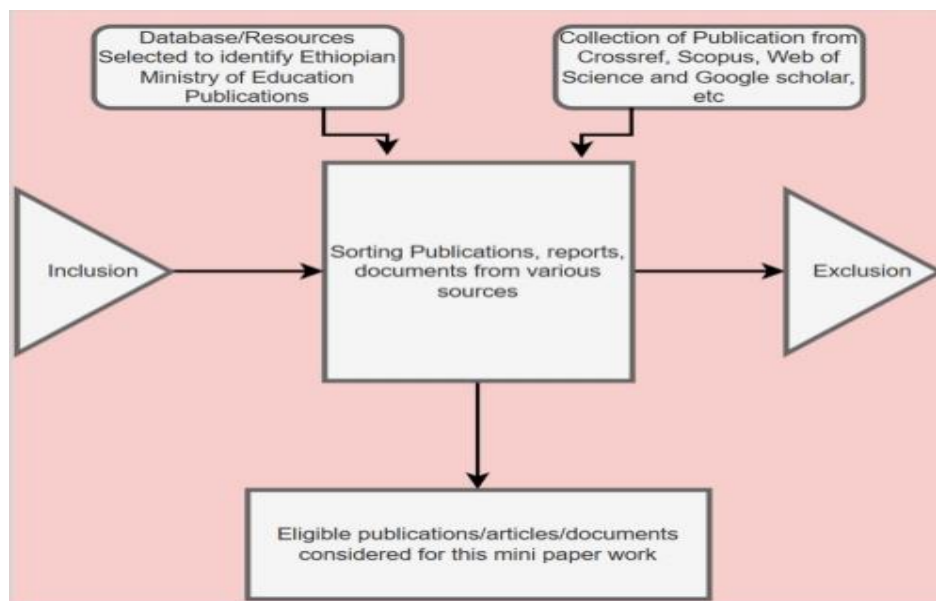 Database/Resources
Selected to identify Ethiopian
Ministry of Education
Publications
Collection of Publication from
Crossref, Scopus, Web of
Science and Google scholar,
etc
Inclusion
Sorting Publications, reports,
documents from various
sources
Exclusion
Eligible publications/articles/documents
considered for this mini paper work